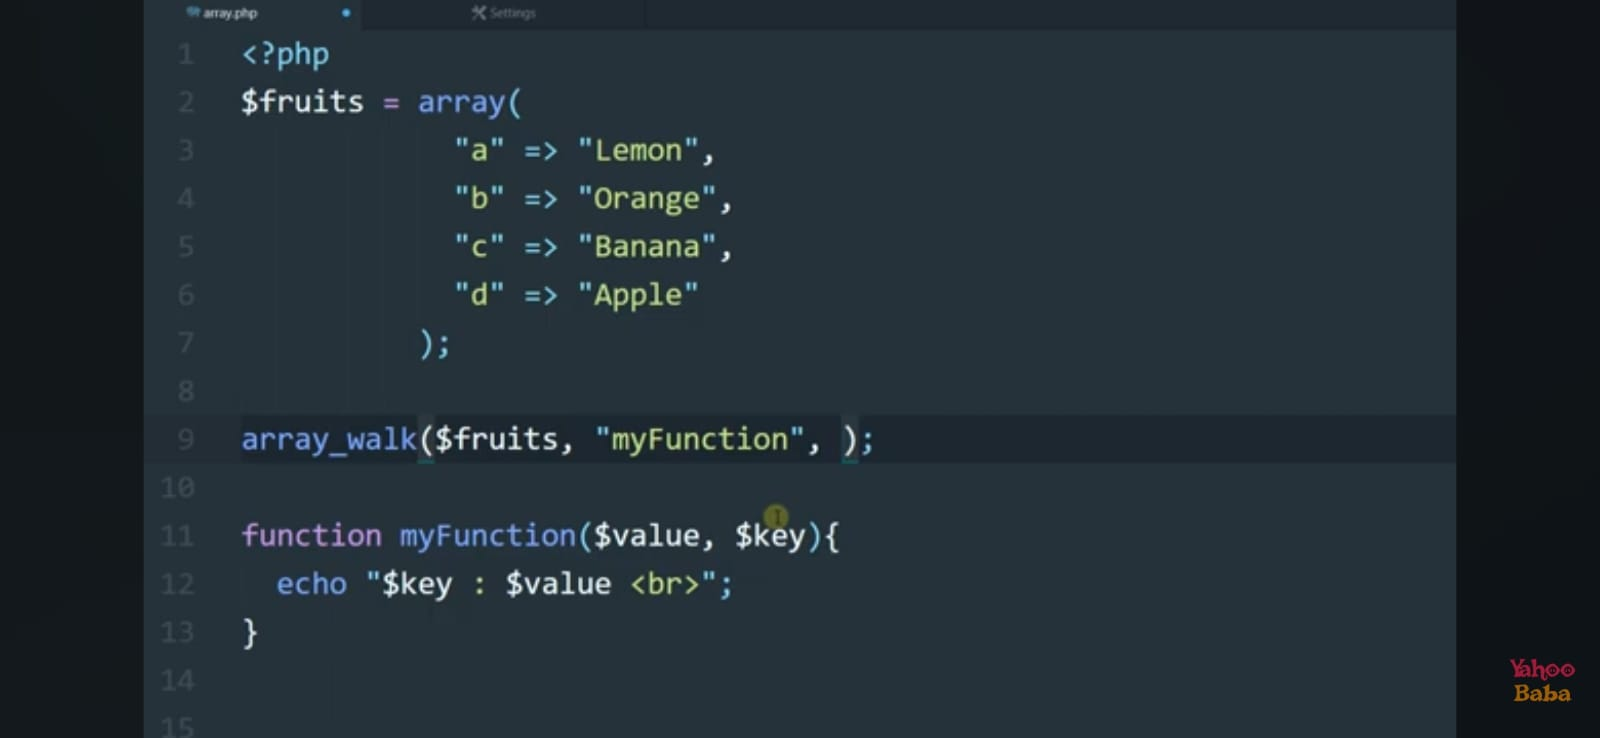 array.php Settings
1 <?php
2 $fruits = array(
3 "a" => "Lemon",
4 "b" => "Orange",
5 "c" => "Banana",
6 "d" => "Apple"
7 );
8
9 array_walk($fruits, "myFunction", );
10
11 function myFunction($value, $key){
12 echo "$key : $value <br>";
13 }
14
15
Yahoo
Baba